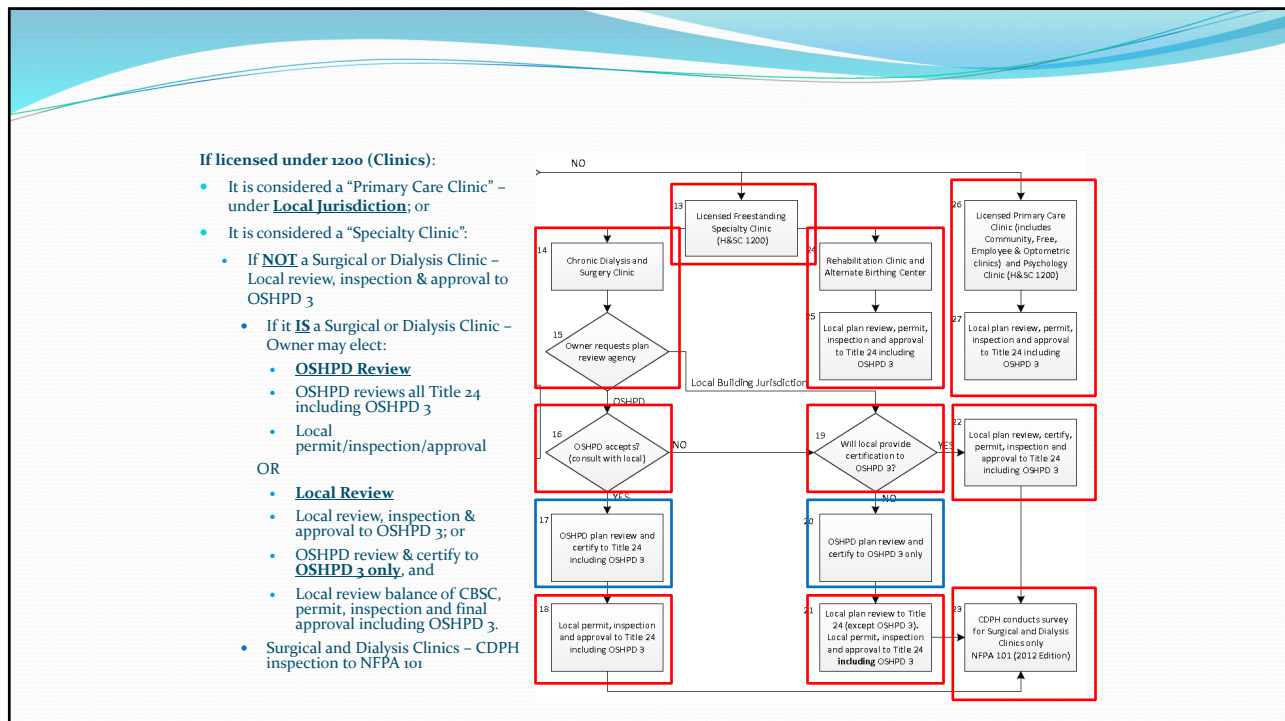 If licensed under 1200 (Clinics):
It is considered a “Primary Care Clinic” –
under Local Jurisdiction; or
It is considered a “Specialty Clinic”:
If NOT a Surgical or Dialysis Clinic –
Local review, inspection & approval to
OSHPD 3
If it IS a Surgical or Dialysis Clinic –
Owner may elect:
OSHPD Review
OSHPD reviews all Title 24
including OSHPD 3
Local
permit/inspection/approval
OR
Local Review
Local review, inspection &
approval to OSHPD 3; or
OSHPD review & certify to
OSHPD 3 only, and
Local review balance of CBSC,
permit, inspection and final
approval including OSHPD 3.
Surgical and Dialysis Clinics – CDPH
inspection to NFPA 101
NO
13
Licensed Freestanding
Specialty Clinic
(H&SC 1200)
14
Chronic Dialysis and
Surgery Clinic
15
Owner requests plan
review agency
Local Building Jurisdiction
OSHPD
24
Rehabilitation Clinic and
Alternate Birthing Center
25
Local plan review, permit,
inspection and approval
to Title 24 including
OSHPD 3
26
Licensed Primary Care
Clinic (includes
Community, Free,
Employee & Optometric
clinics) and Psychology
Clinic (H&SC 1200)
27
Local plan review, permit,
inspection and approval
to Title 24 including
OSHPD 3
16
OSHPD accepts?
(consult with local)
NO
YES
19
Will local provide
certification to
OSHPD 3?
YES
NO
22
Local plan review, certify,
permit, inspection and
approval to Title 24
including OSHPD 3
17
OSHPD plan review and
certify to Title 24
including OSHPD 3
20
OSHPD plan review and
certify to OSHPD 3 only
18
Local permit, inspection
and approval to Title 24
including OSHPD 3
21
Local plan review to Title
24 (except OSHPD 3).
Local permit, inspection
and approval to Title 24
including OSHPD 3
23
CDPH conducts survey
for Surgical and Dialysis
Clinics only
NFPA 101 (2012 Edition)